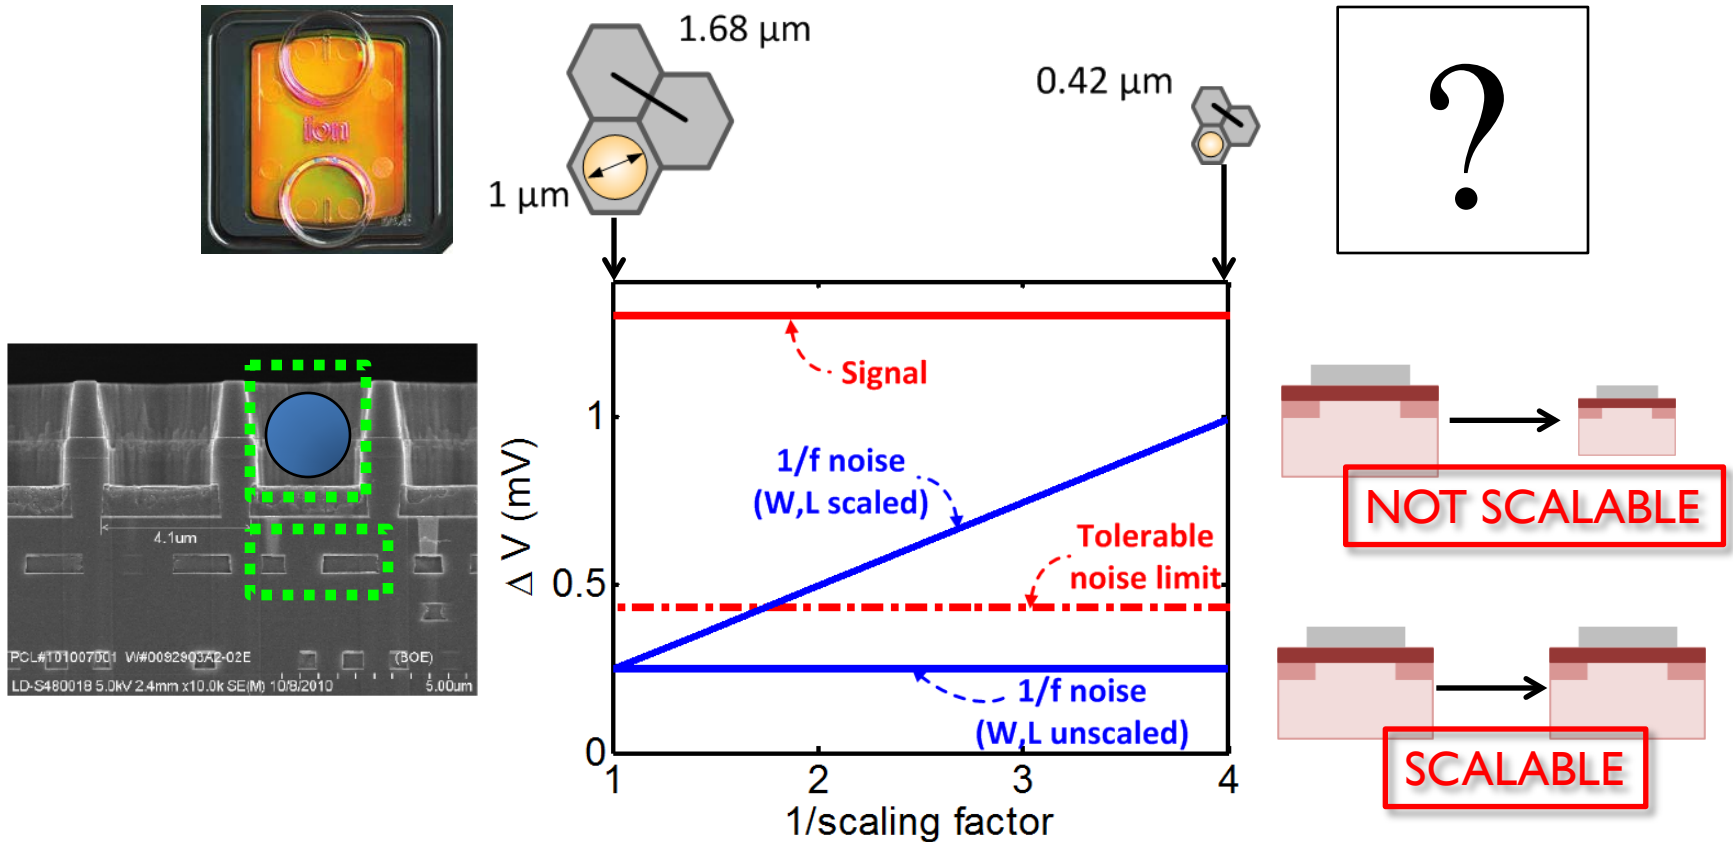 ion
1.68 μm
1 μm
0.42 μm
?
4.1um
PCL#101007001 W#0092903A2-02E (BOE)
LD-S480018 5.0kV 2.4mm x10.0k SE(M) 10/8/2010 5.00um
Δ V (mV)
1
0.5
0
Signal
1/f noise
(W,L scaled)
Tolerable
noise limit
1/f noise
(W,L unscaled)
1 2 3 4
1/scaling factor
NOT SCALABLE
SCALABLE